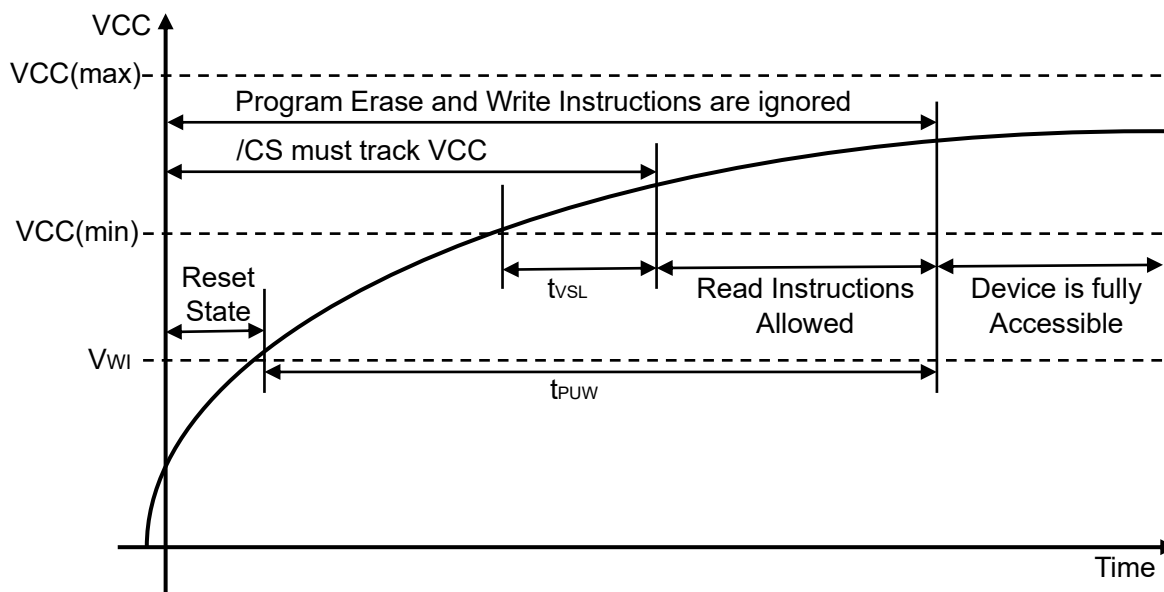 VCC
VCC(max)
Program Erase and Write Instructions are ignored
/CS must track VCC
VCC(min)
Reset
State
tVSL
Read Instructions
Allowed
Device is fully
Accessible
VWI
tPUW
Time